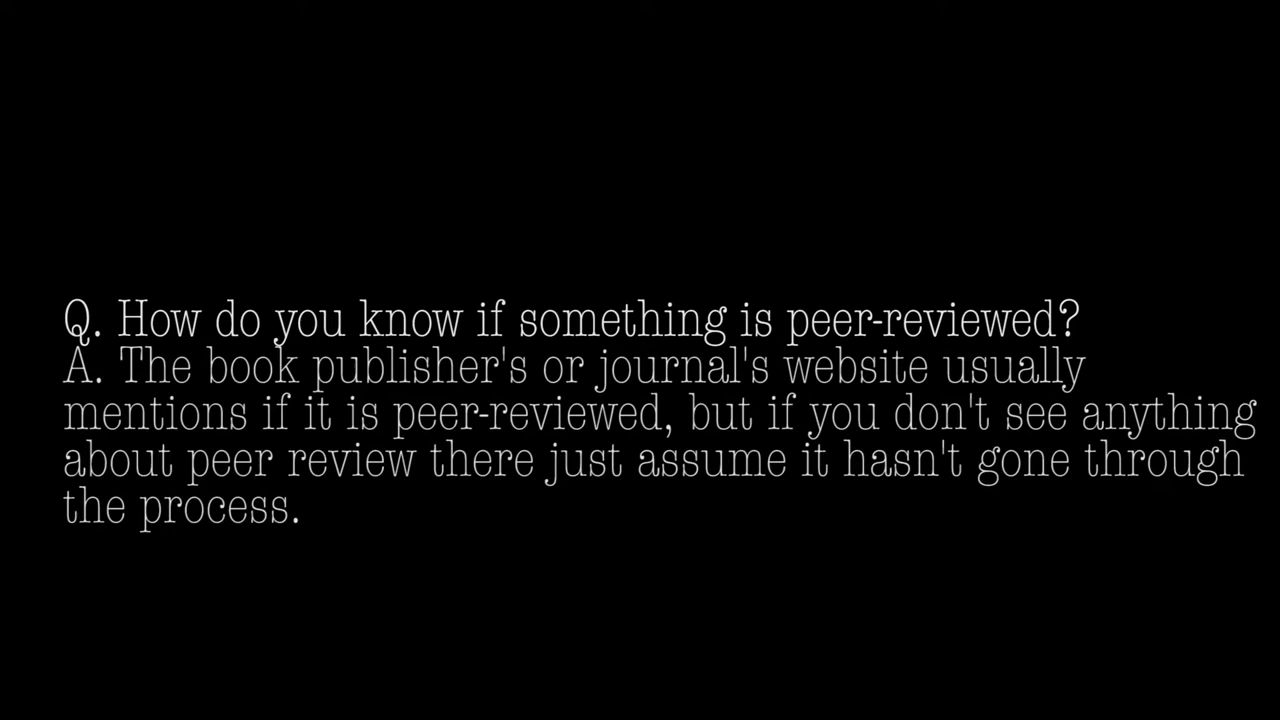 Q. How do you know if something is peer-reviewed?
A. The book publisher's or journal's website usually
mentions if it is peer-reviewed, but if you don't see anything
about peer review there just assume it hasn't gone through
the process.